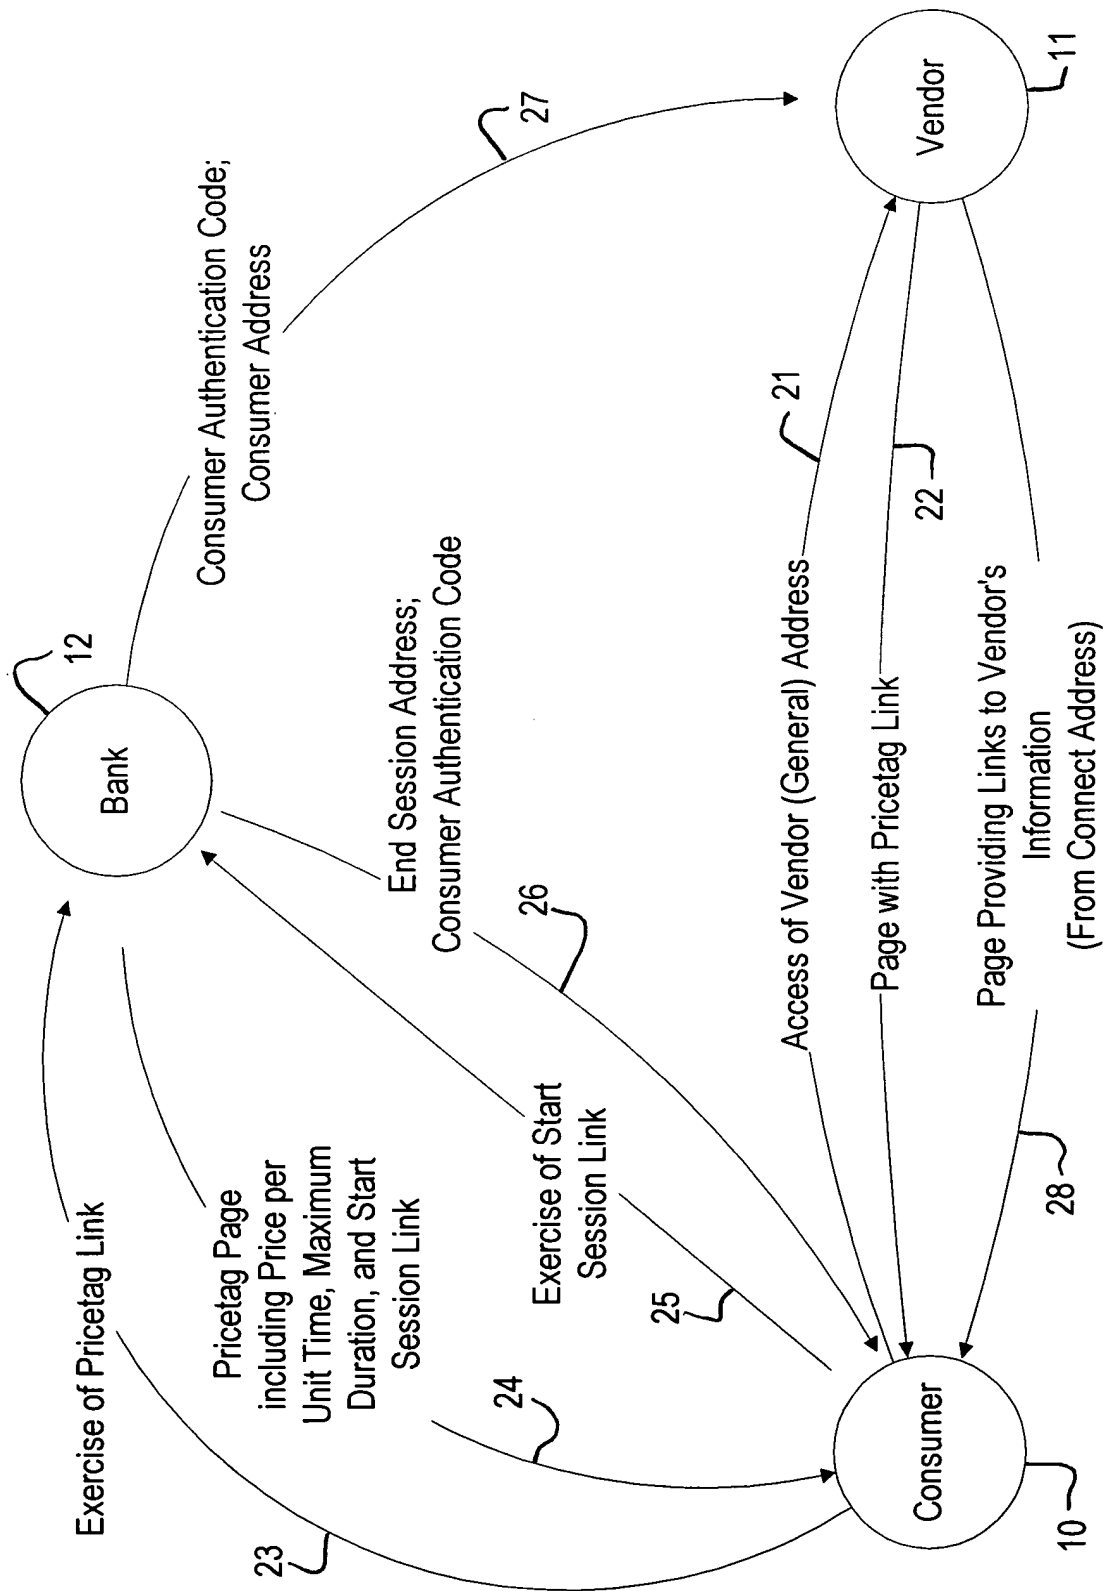 Bank
12
Consumer Authentication Code;
Consumer Address
27
Exercise of Pricetag Link
23
Pricetag Page
including Price per
Unit Time, Maximum
Duration, and Start
Session Link
24
End Session Address;
Consumer Authentication Code
26
Exercise of Start
Session Link
25
Access of Vendor (General) Address
21
Page with Pricetag Link
22
Page Providing Links to Vendor's
Information
(From Connect Address)
28
Consumer
10
Vendor
11